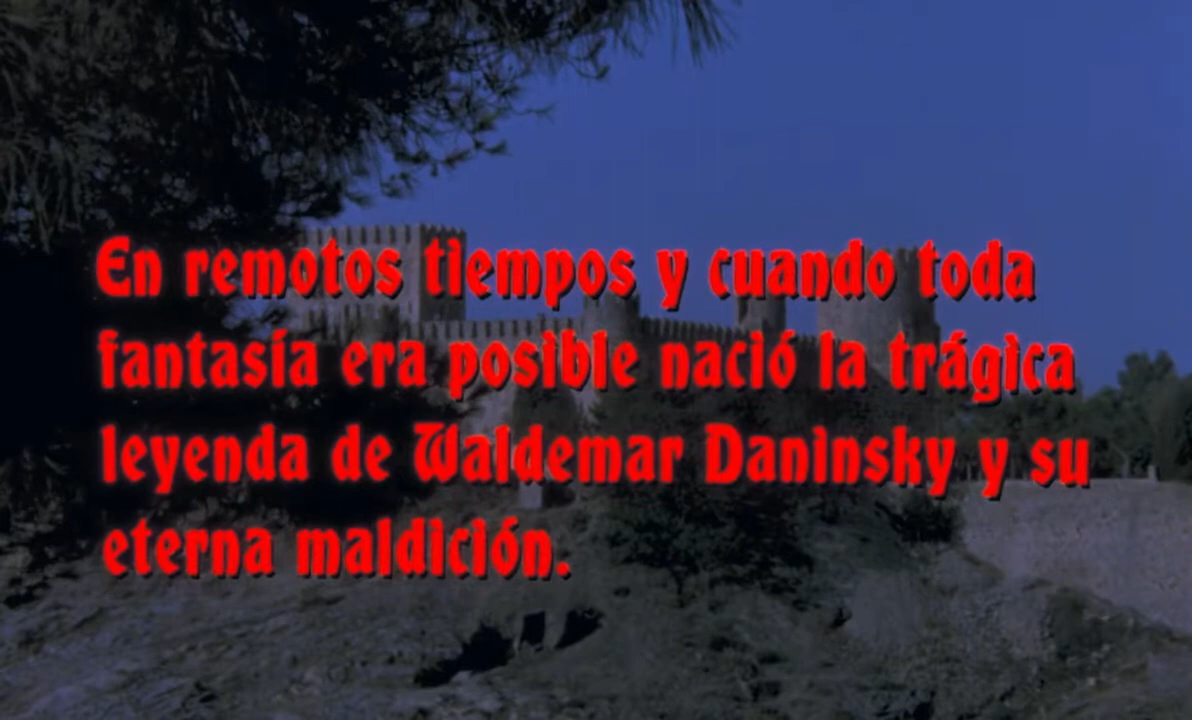 En remotos tiempos y cuando toda
fantasía era posible nació la trágica
leyenda de Waldemar Daninsky y su
eterna maldición.